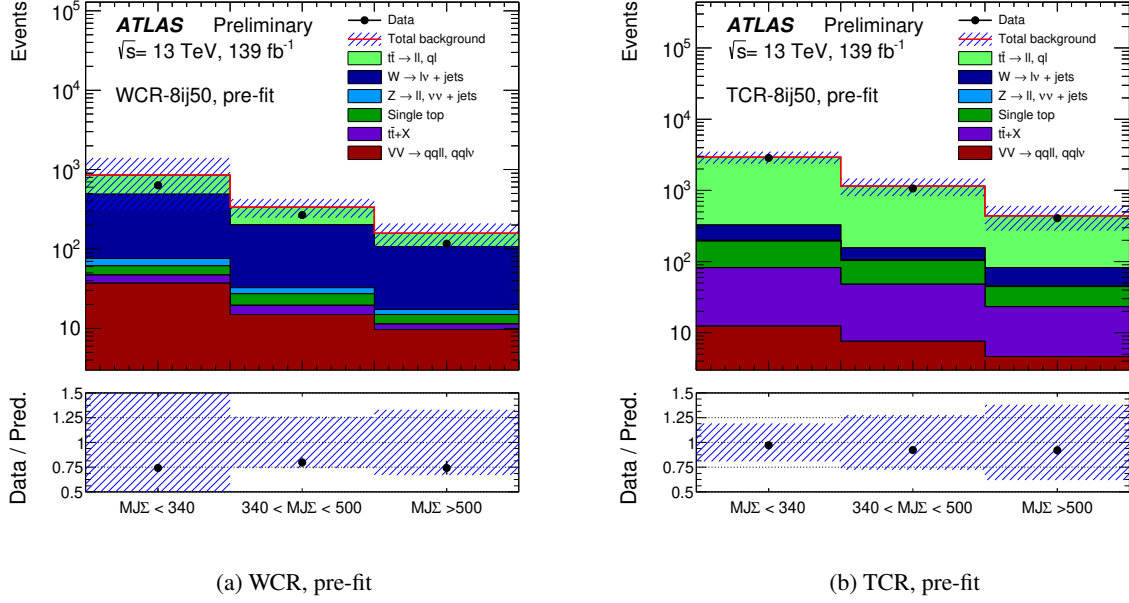 Events
10⁵
10⁴
10³
10²
10
ATLAS Preliminary
√s= 13 TeV, 139 fb⁻¹
WCR-8ij50, pre-fit
Data
Total background
tt̄ → ll, ql
W → lν + jets
Z → ll, νν + jets
Single top
tt̄+X
VV → qqll, qqlν
Data / Pred.
1.5
1.25
1
0.75
0.5
MJΣ < 340
340 < MJΣ < 500
MJΣ >500
(a) WCR, pre-fit
Events
10⁵
10⁴
10³
10²
10
ATLAS Preliminary
√s= 13 TeV, 139 fb⁻¹
TCR-8ij50, pre-fit
Data
Total background
tt̄ → ll, ql
W → lν + jets
Z → ll, νν + jets
Single top
tt̄+X
VV → qqll, qqlν
Data / Pred.
1.5
1.25
1
0.75
0.5
MJΣ < 340
340 < MJΣ < 500
MJΣ >500
(b) TCR, pre-fit